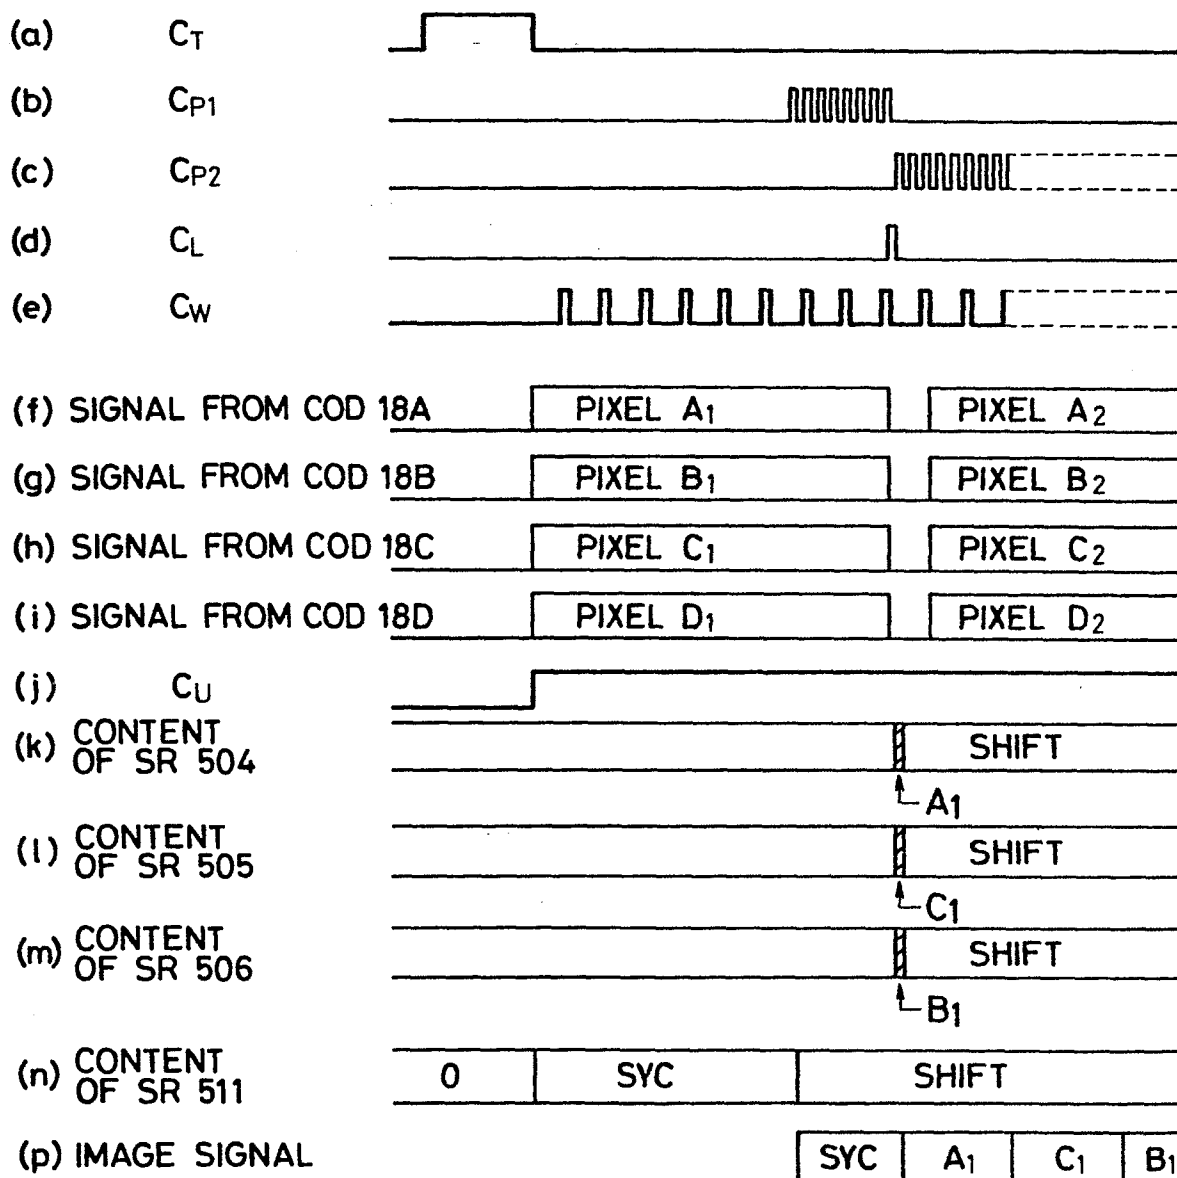 (a) CT
(b) CP1
(c) CP2
(d) CL
(e) CW
(f) SIGNAL FROM COD 18A PIXEL A1 PIXEL A2
(g) SIGNAL FROM COD 18B PIXEL B1 PIXEL B2
(h) SIGNAL FROM COD 18C PIXEL C1 PIXEL C2
(i) SIGNAL FROM COD 18D PIXEL D1 PIXEL D2
(j) CU
(k) CONTENT OF SR 504 SHIFT
A1
(l) CONTENT OF SR 505 SHIFT
C1
(m) CONTENT OF SR 506 SHIFT
B1
(n) CONTENT OF SR 511 0 SYC SHIFT
(p) IMAGE SIGNAL SYC A1 C1 B1